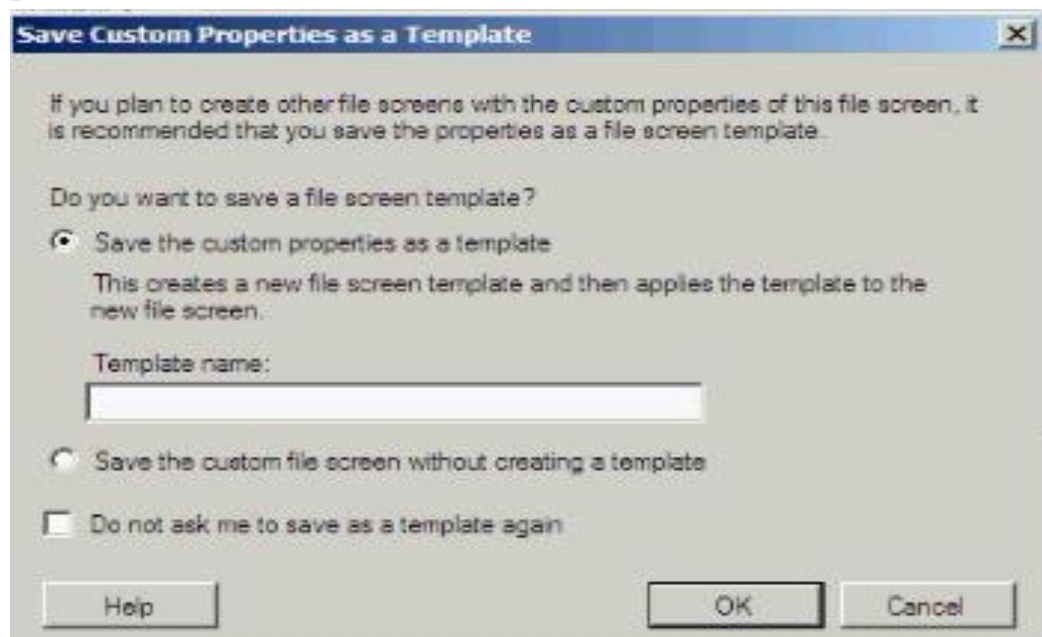 Save Custom Properties as a Template
If you plan to create other file screens with the custom properties of this file screen, it
is recommended that you save the properties as a file screen template.
Do you want to save a file screen template?
Save the custom properties as a template
This creates a new file screen template and then applies the template to the
new file screen.
Template name:
Save the custom file screen without creating a template
Do not ask me to save as a template again
Help
OK
Cancel